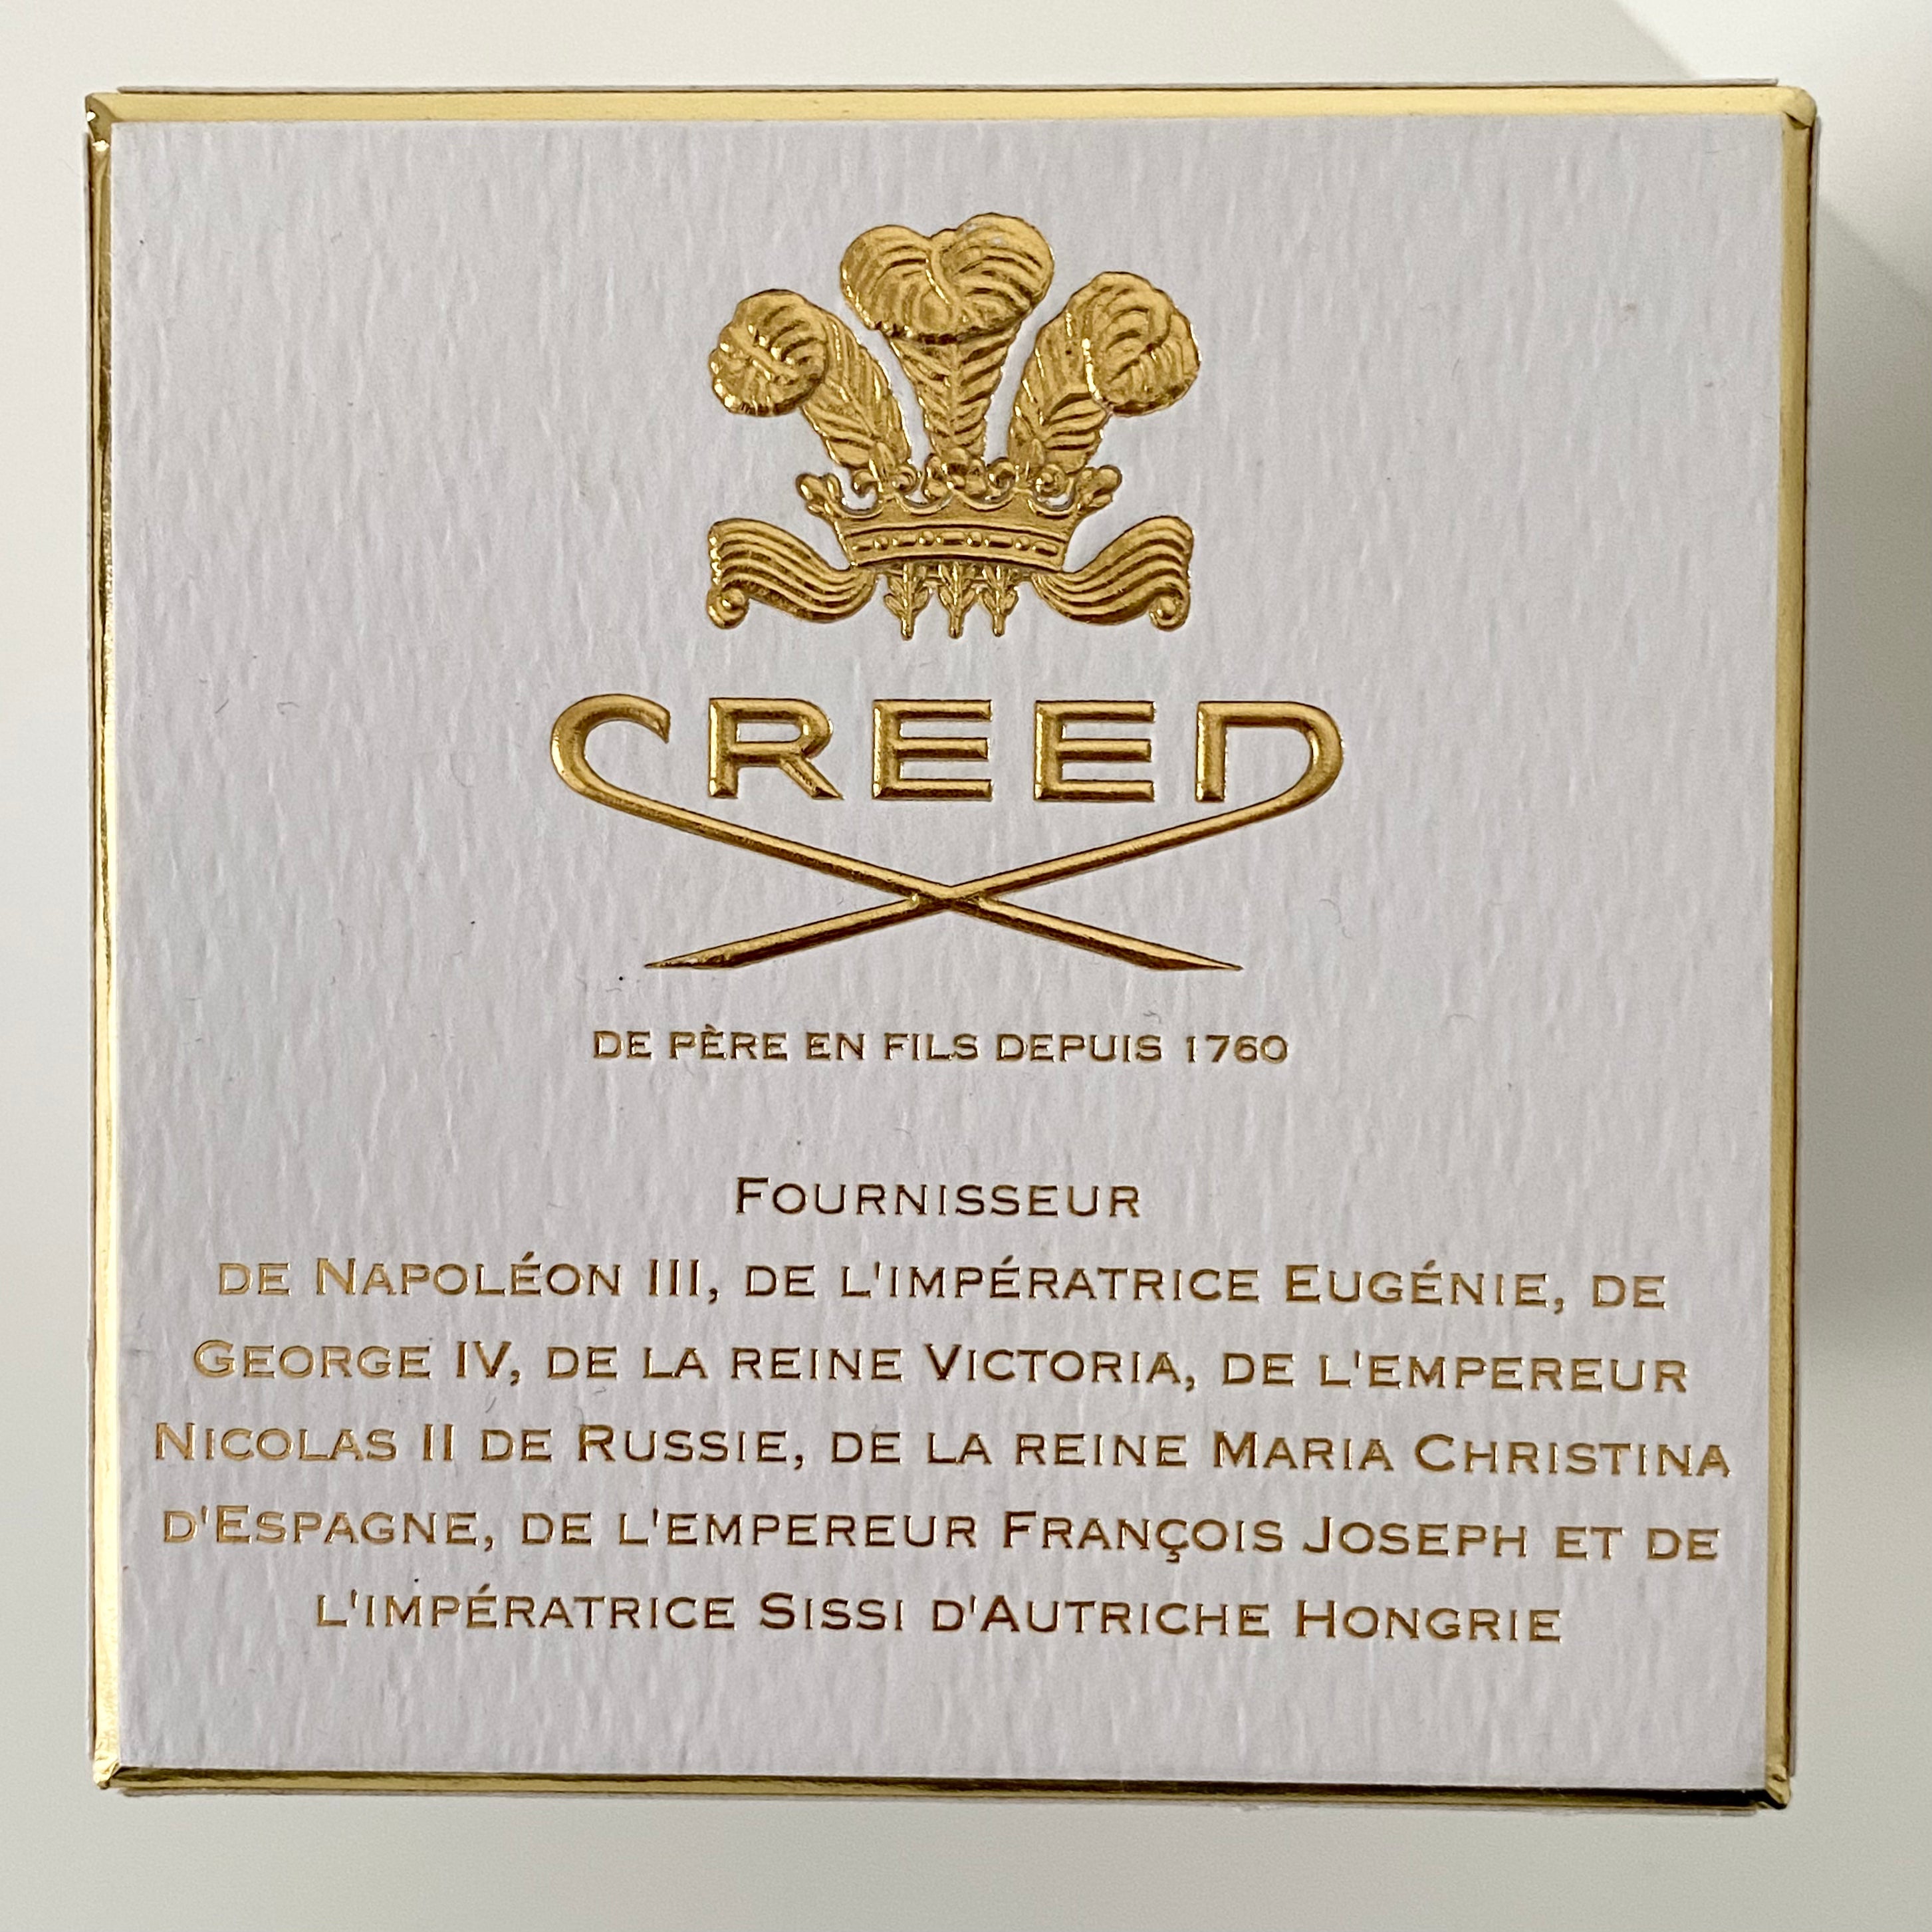 CREED
DE PÈRE EN FILS DEPUIS 1760
FOURNISSEUR
DE NAPOLÉON III, DE L'IMPÉRATRICE EUGÉNIE, DE
GEORGE IV, DE LA REINE VICTORIA, DE L'EMPEREUR
NICOLAS II DE RUSSIE, DE LA REINE MARIA CHRISTINA
D'ESPAGNE, DE L'EMPEREUR FRANÇOIS JOSEPH ET DE
L'IMPÉRATRICE SISSI D'AUTRICHE HONGRIE